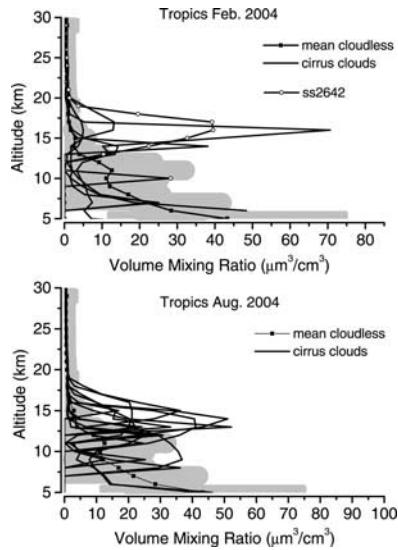 Tropics Feb. 2004
30
25
20
15
10
5
Altitude (km)
mean cloudless
cirrus clouds
ss2642
0 10 20 30 40 50 60 70 80
Volume Mixing Ratio (μm³/cm³)
Tropics Aug. 2004
30
25
20
15
10
5
Altitude (km)
mean cloudless
cirrus clouds
0 10 20 30 40 50 60 70 80 90 100
Volume Mixing Ratio (μm³/cm³)